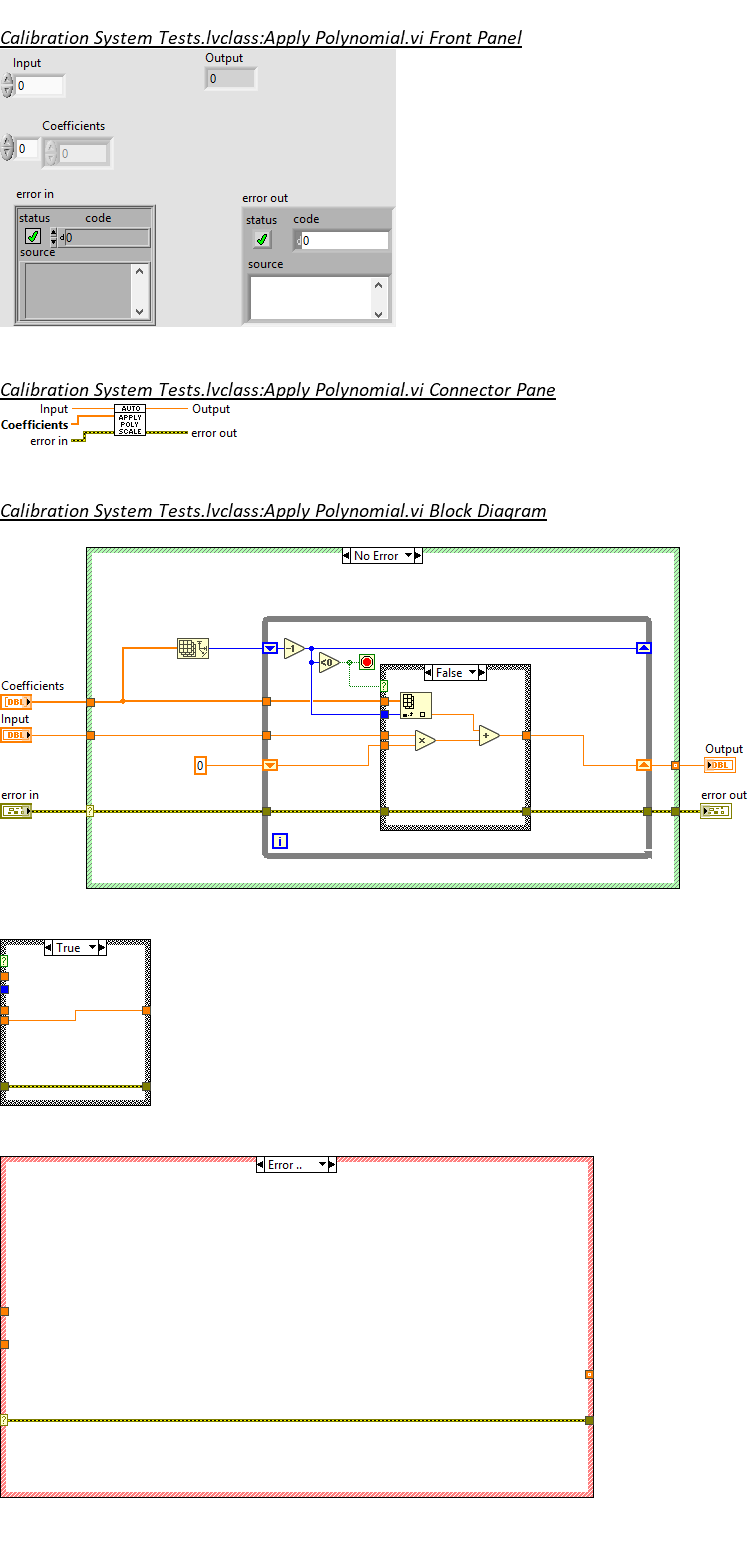 Calibration System Tests.lvclass:Apply Polynomial.vi Front Panel
Input
0
Output
0
Coefficients
0
0
error in
status
code
d0
source
error out
status
code
0
source
Calibration System Tests.lvclass:Apply Polynomial.vi Connector Pane
Input
Coefficients
error in
AUTO
APPLY
POLY
SCALE
Output
error out
Calibration System Tests.lvclass:Apply Polynomial.vi Block Diagram
No Error
-1
<0
False
?
Coefficients
DBL
Input
DBL
x
+
0
Output
DBL
error in
?
error out
i
True
?
Error ..
?